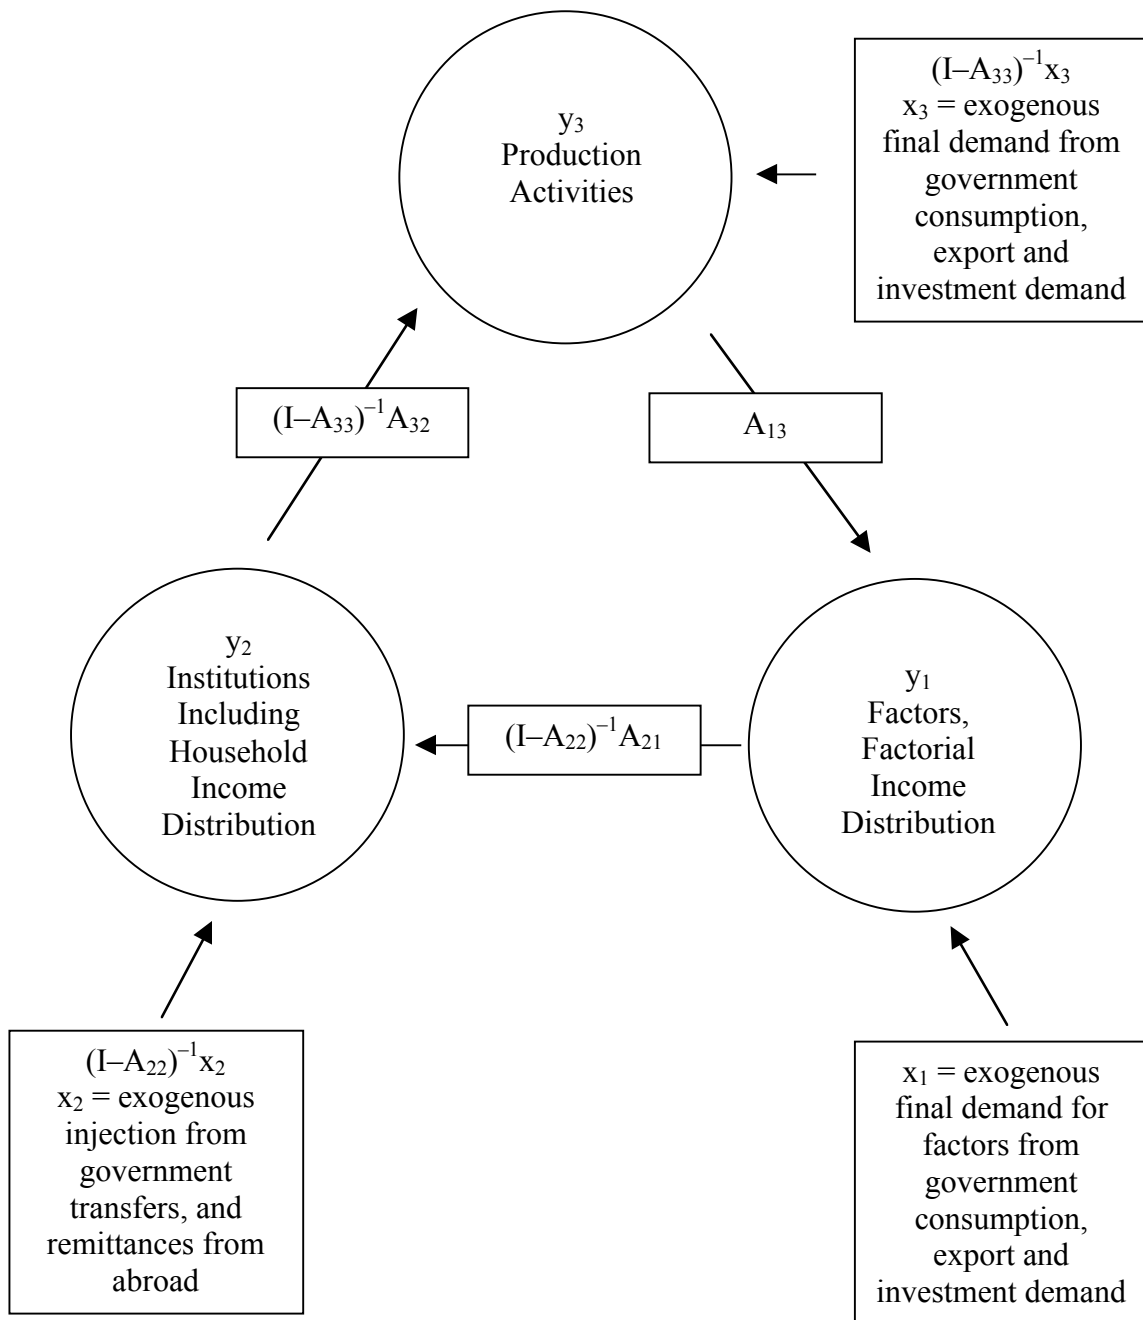 y₃
Production
Activities
(I–A₃₃)⁻¹x₃
x₃ = exogenous
final demand from
government
consumption,
export and
investment demand
(I–A₃₃)⁻¹A₃₂
A₁₃
y₂
Institutions
Including
Household
Income
Distribution
(I–A₂₂)⁻¹A₂₁
y₁
Factors,
Factorial
Income
Distribution
(I–A₂₂)⁻¹x₂
x₂ = exogenous
injection from
government
transfers, and
remittances from
abroad
x₁ = exogenous
final demand for
factors from
government
consumption,
export and
investment demand